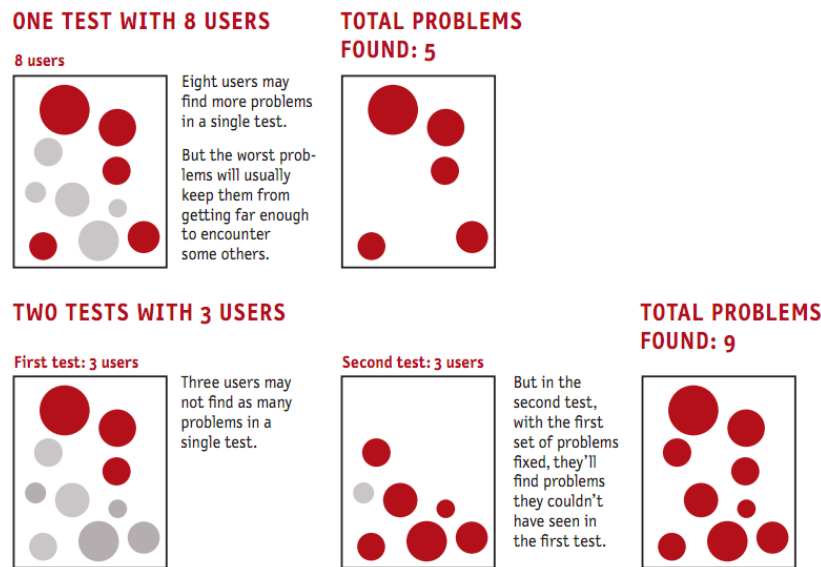 ONE TEST WITH 8 USERS
TOTAL PROBLEMS
FOUND: 5
8 users
Eight users may
find more problems
in a single test.
But the worst prob-
lems will usually
keep them from
getting far enough
to encounter
some others.
TWO TESTS WITH 3 USERS
TOTAL PROBLEMS
FOUND: 9
First test: 3 users
Three users may
not find as many
problems in a
single test.
Second test: 3 users
But in the
second test,
with the first
set of problems
fixed, they’ll
find problems
they couldn’t
have seen in
the first test.